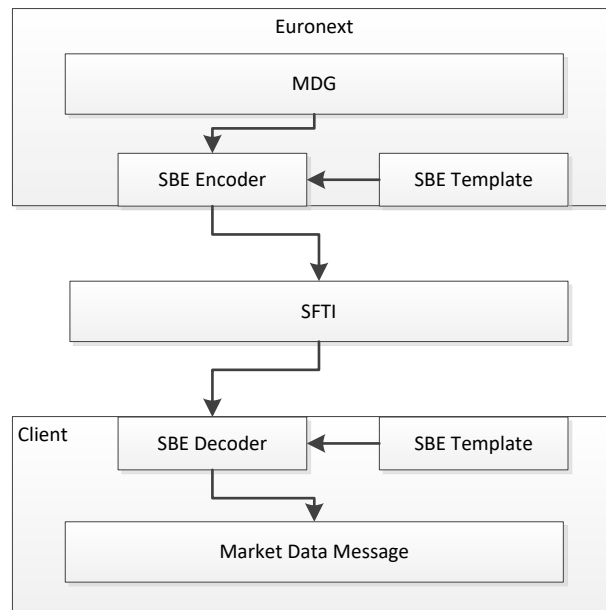 Euronext
MDG
SBE Encoder
SBE Template
SFTI
Client
SBE Decoder
SBE Template
Market Data Message